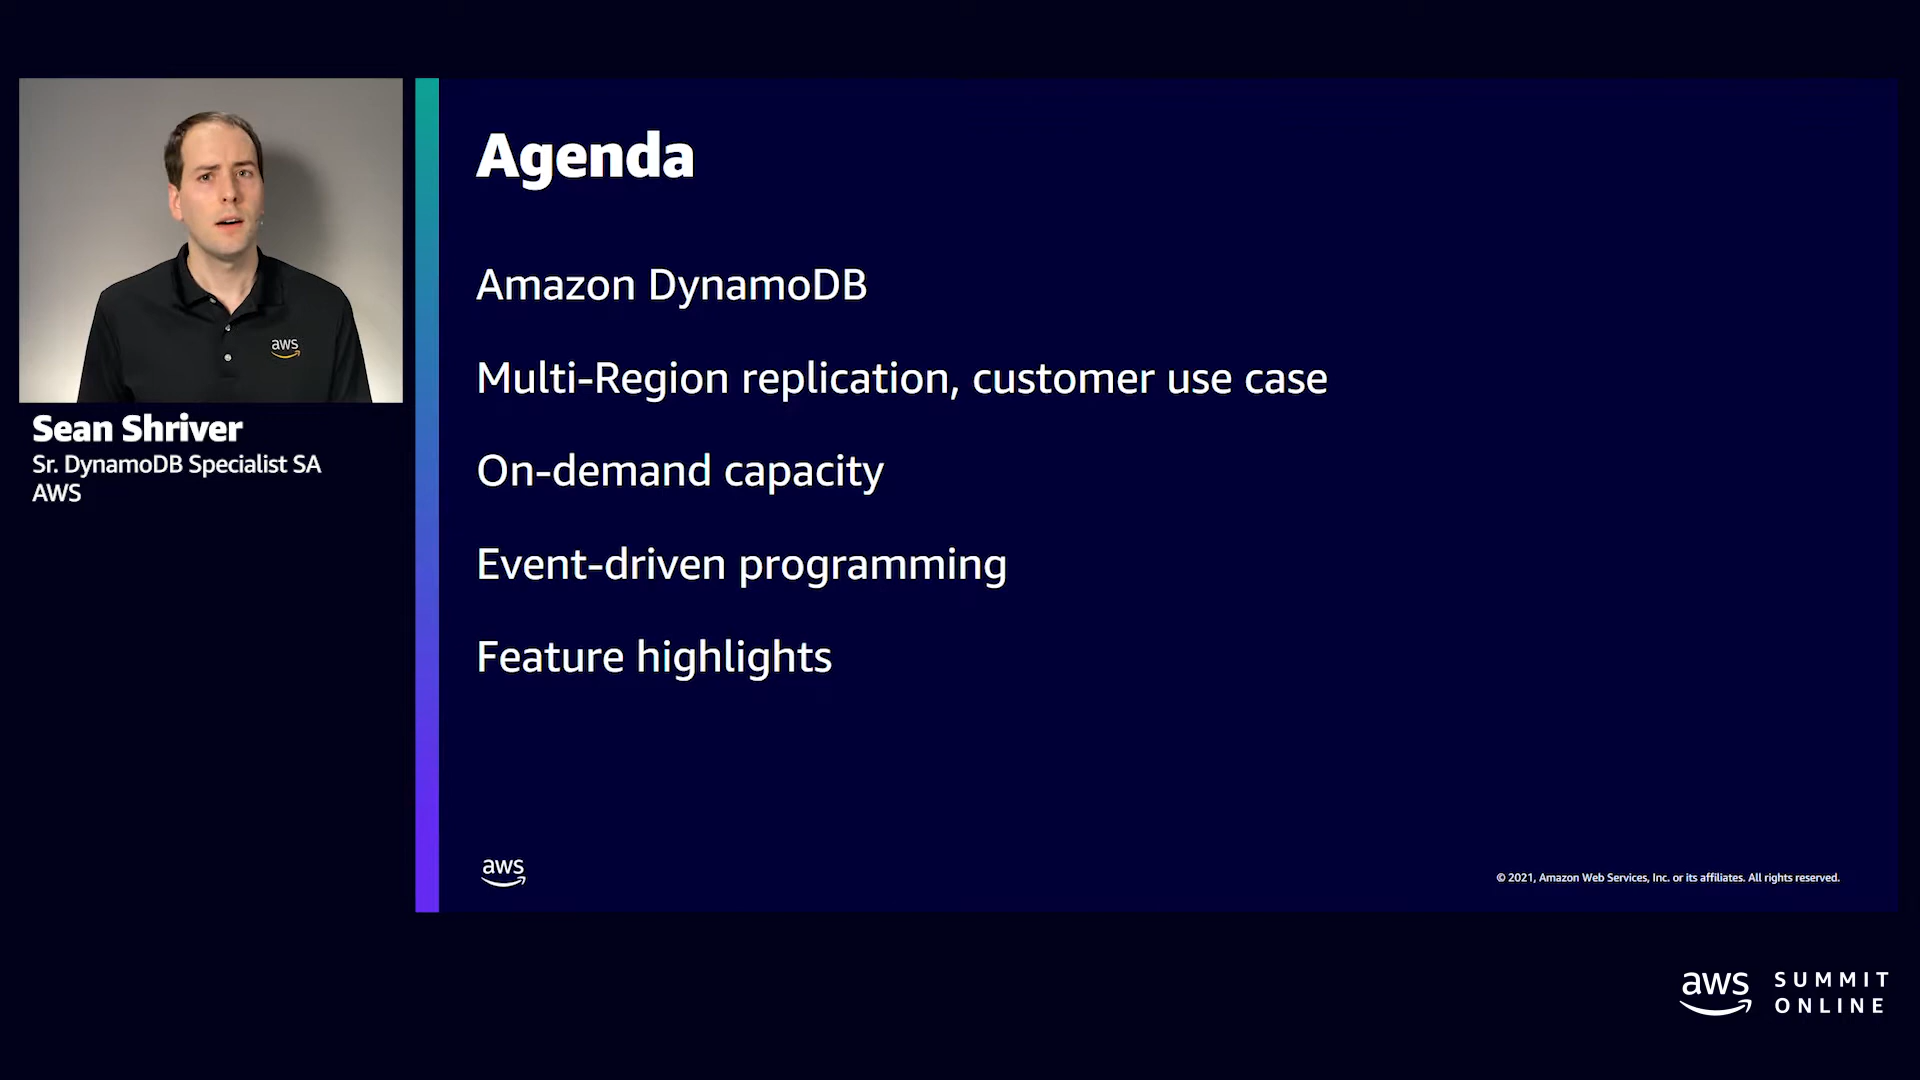 aws
Sean Shriver
Sr. DynamoDB Specialist SA
AWS
Agenda
Amazon DynamoDB
Multi-Region replication, customer use case
On-demand capacity
Event-driven programming
Feature highlights
aws
© 2021, Amazon Web Services, Inc. or its affiliates. All rights reserved.
aws
SUMMIT
ONLINE